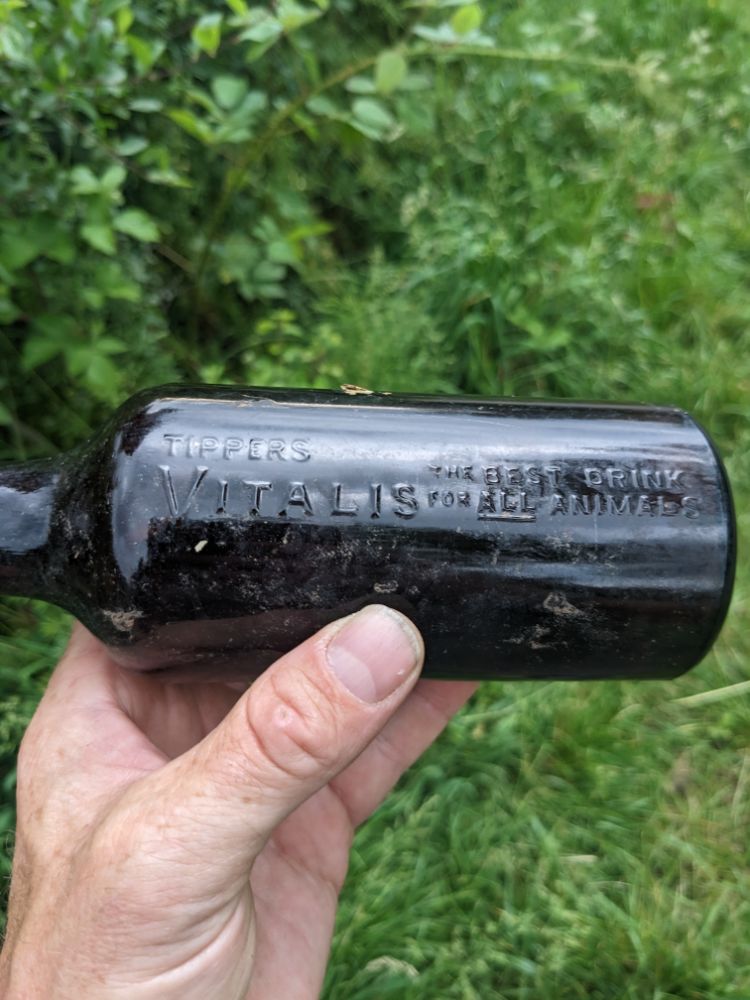 TIPPERS
VITALIS THE BEST DRINK
FOR ALL ANIMALS